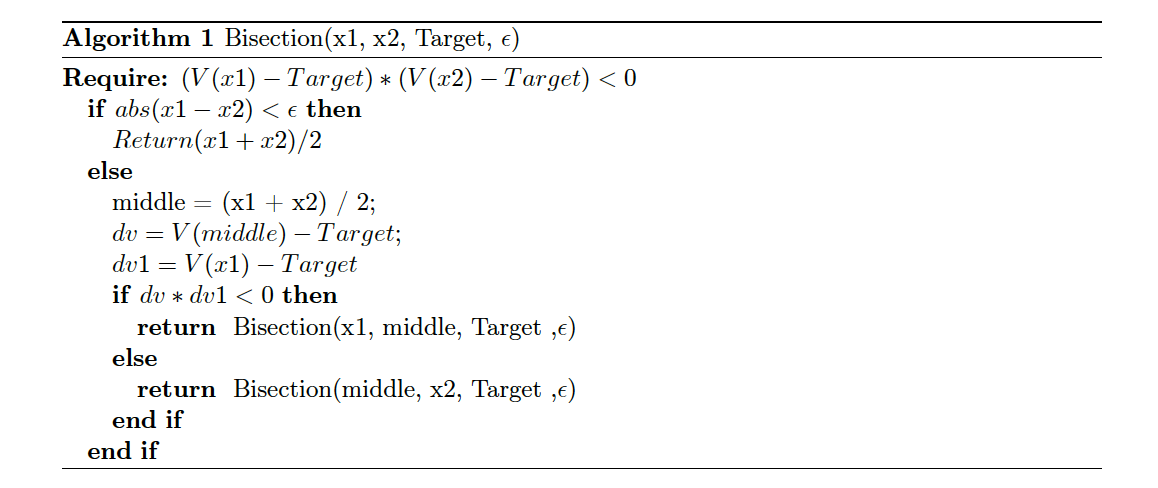 Algorithm 1 Bisection(x1, x2, Target, ϵ)
Require: (V(x1) − Target) ∗ (V(x2) − Target) < 0
if abs(x1 − x2) < ϵ then
Return(x1 + x2)/2
else
middle = (x1 + x2) / 2;
dv = V(middle) − Target;
dv1 = V(x1) − Target
if dv ∗ dv1 < 0 then
return Bisection(x1, middle, Target ,ϵ)
else
return Bisection(middle, x2, Target ,ϵ)
end if
end if